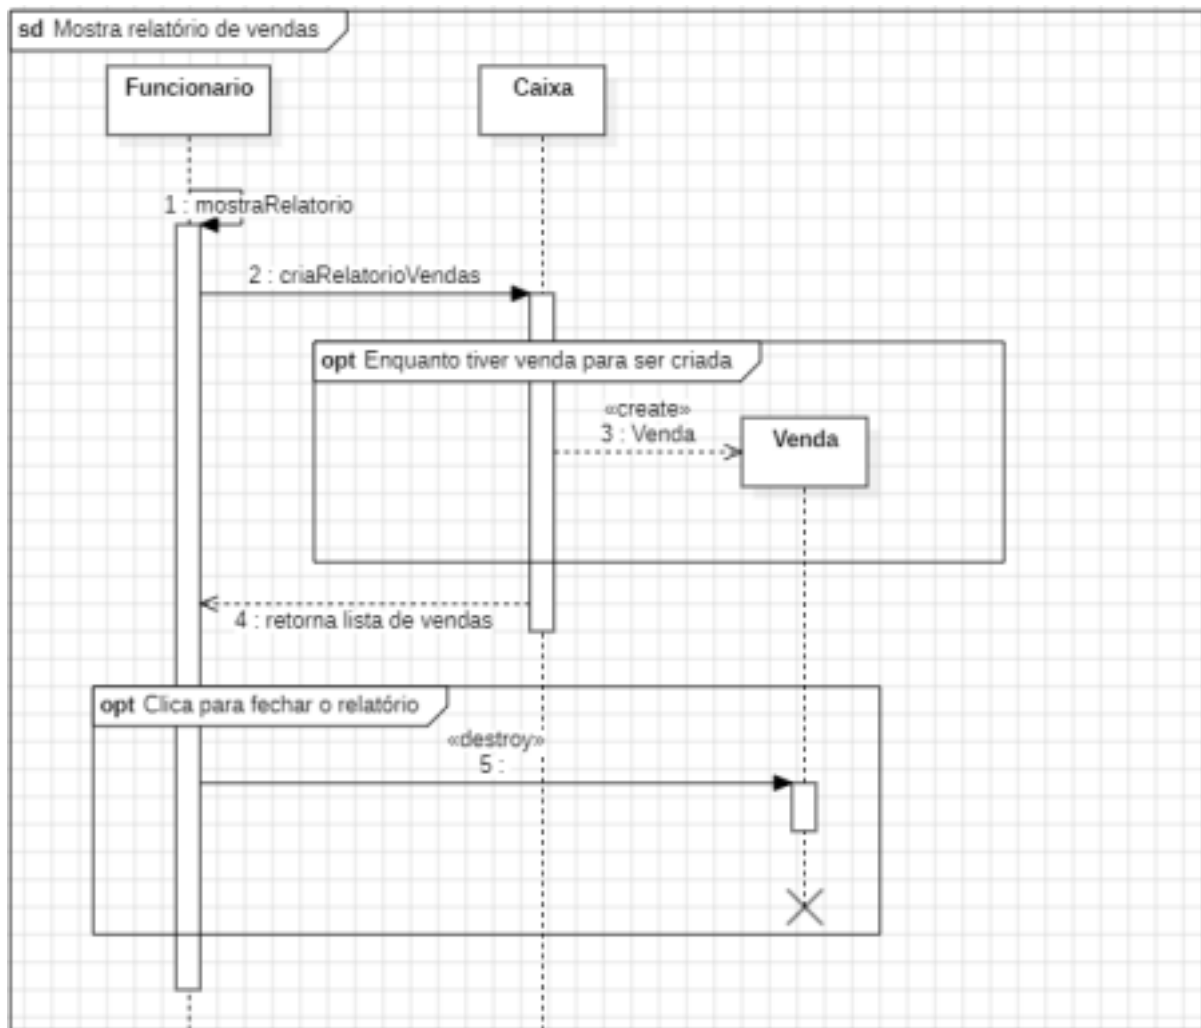 sd Mostra relatório de vendas
Funcionario
Caixa
1 : mostraRelatorio
2 : criaRelatorioVendas
opt Enquanto tiver venda para ser criada
«create»
3 : Venda
Venda
4 : retorna lista de vendas
opt Clica para fechar o relatório
«destroy»
5 :